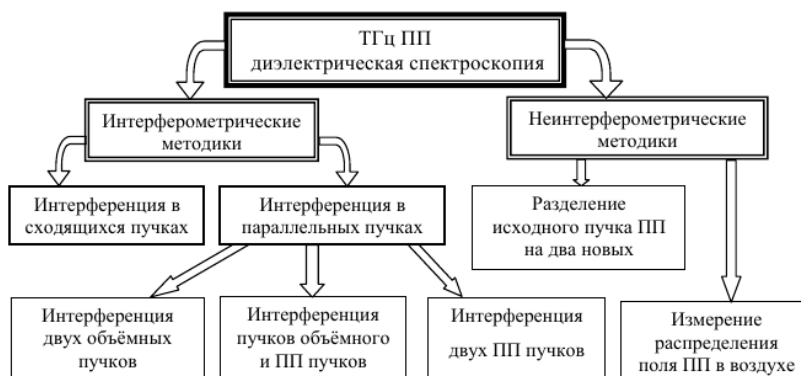 ТГц ПП
диэлектрическая спектроскопия
Интерферометрические
методики
Неинтерферометрические
методики
Интерференция в
сходящихся пучках
Интерференция в
параллельных пучках
Разделение
исходного пучка ПП
на два новых
Интерференция
двух объёмных
пучков
Интерференция
пучков объёмного
и ПП пучков
Интерференция
двух ПП пучков
Измерение
распределения
поля ПП в воздухе